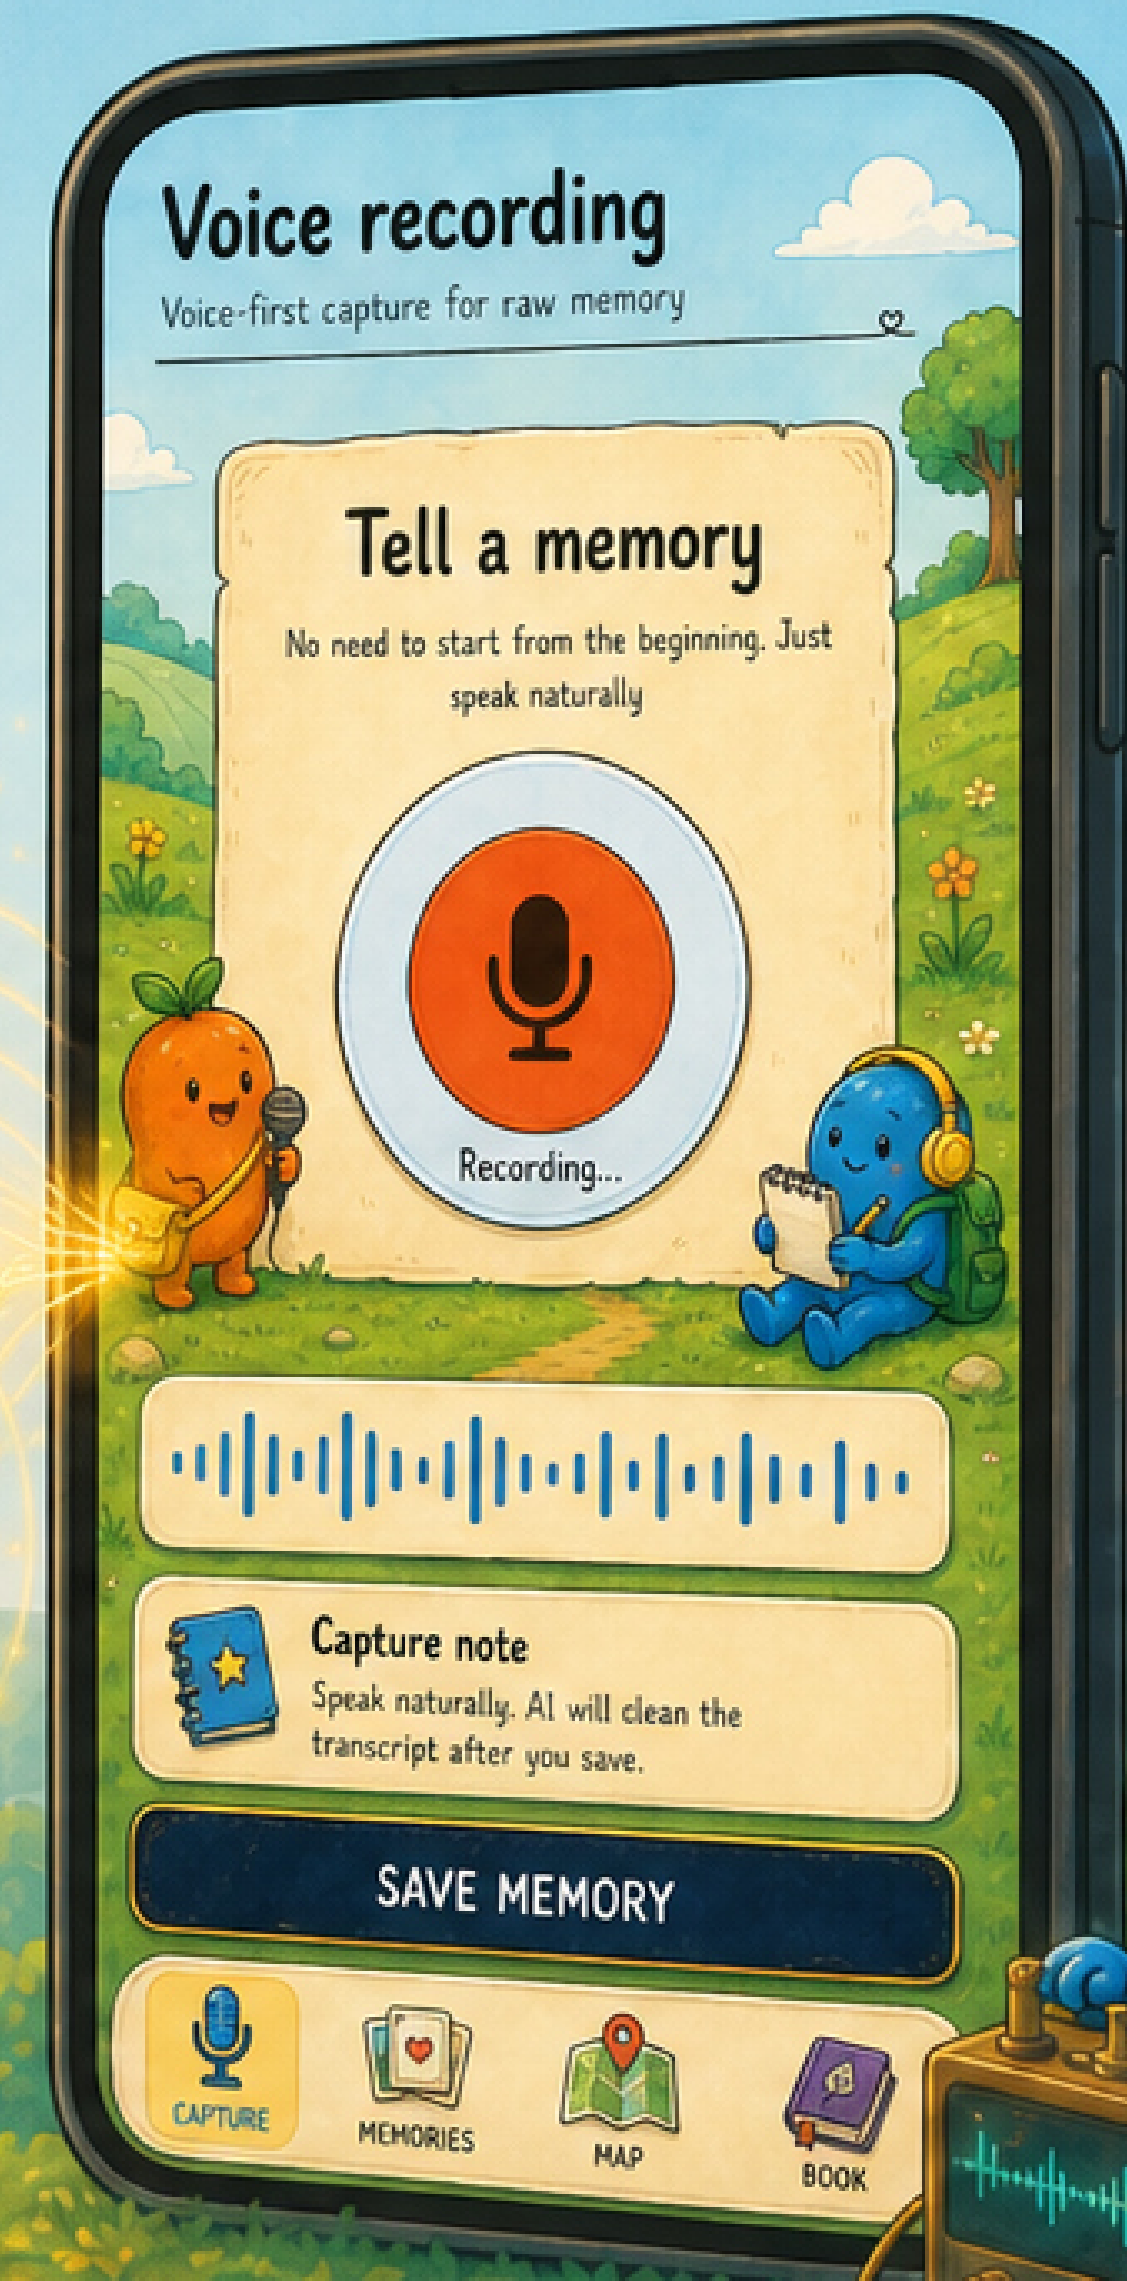 Voice recording
Voice-first capture for raw memory
Tell a memory
No need to start from the beginning. Just
speak naturally
Recording...
Capture note
Speak naturally. AI will clean the
transcript after you save.
SAVE MEMORY
CAPTURE
MEMORIES
MAP
BOOK